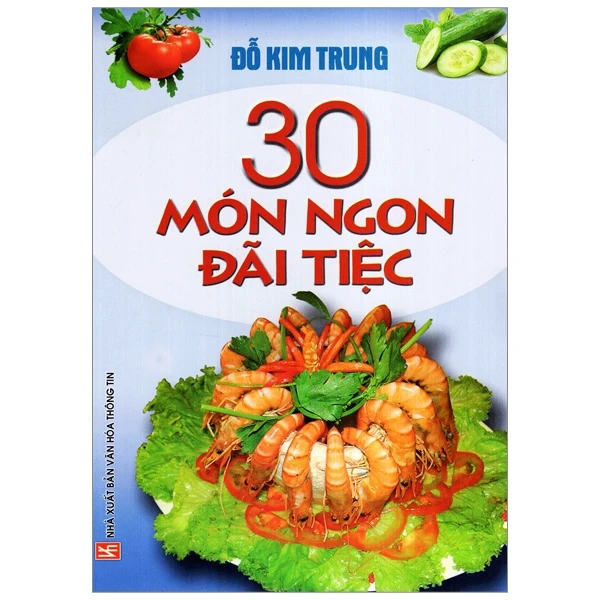 ĐỖ KIM TRUNG
30
MÓN NGON
ĐÃI TIỆC
NHÀ XUẤT BẢN VĂN HÓA THÔNG TIN